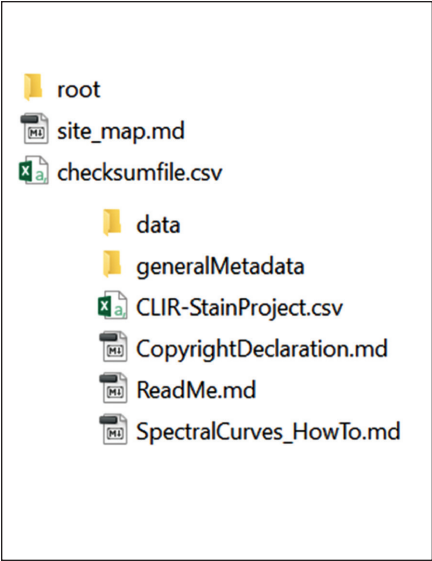 root
site_map.md
checksumfile.csv
data
generalMetadata
CLIR-StainProject.csv
CopyrightDeclaration.md
ReadMe.md
SpectralCurves_HowTo.md